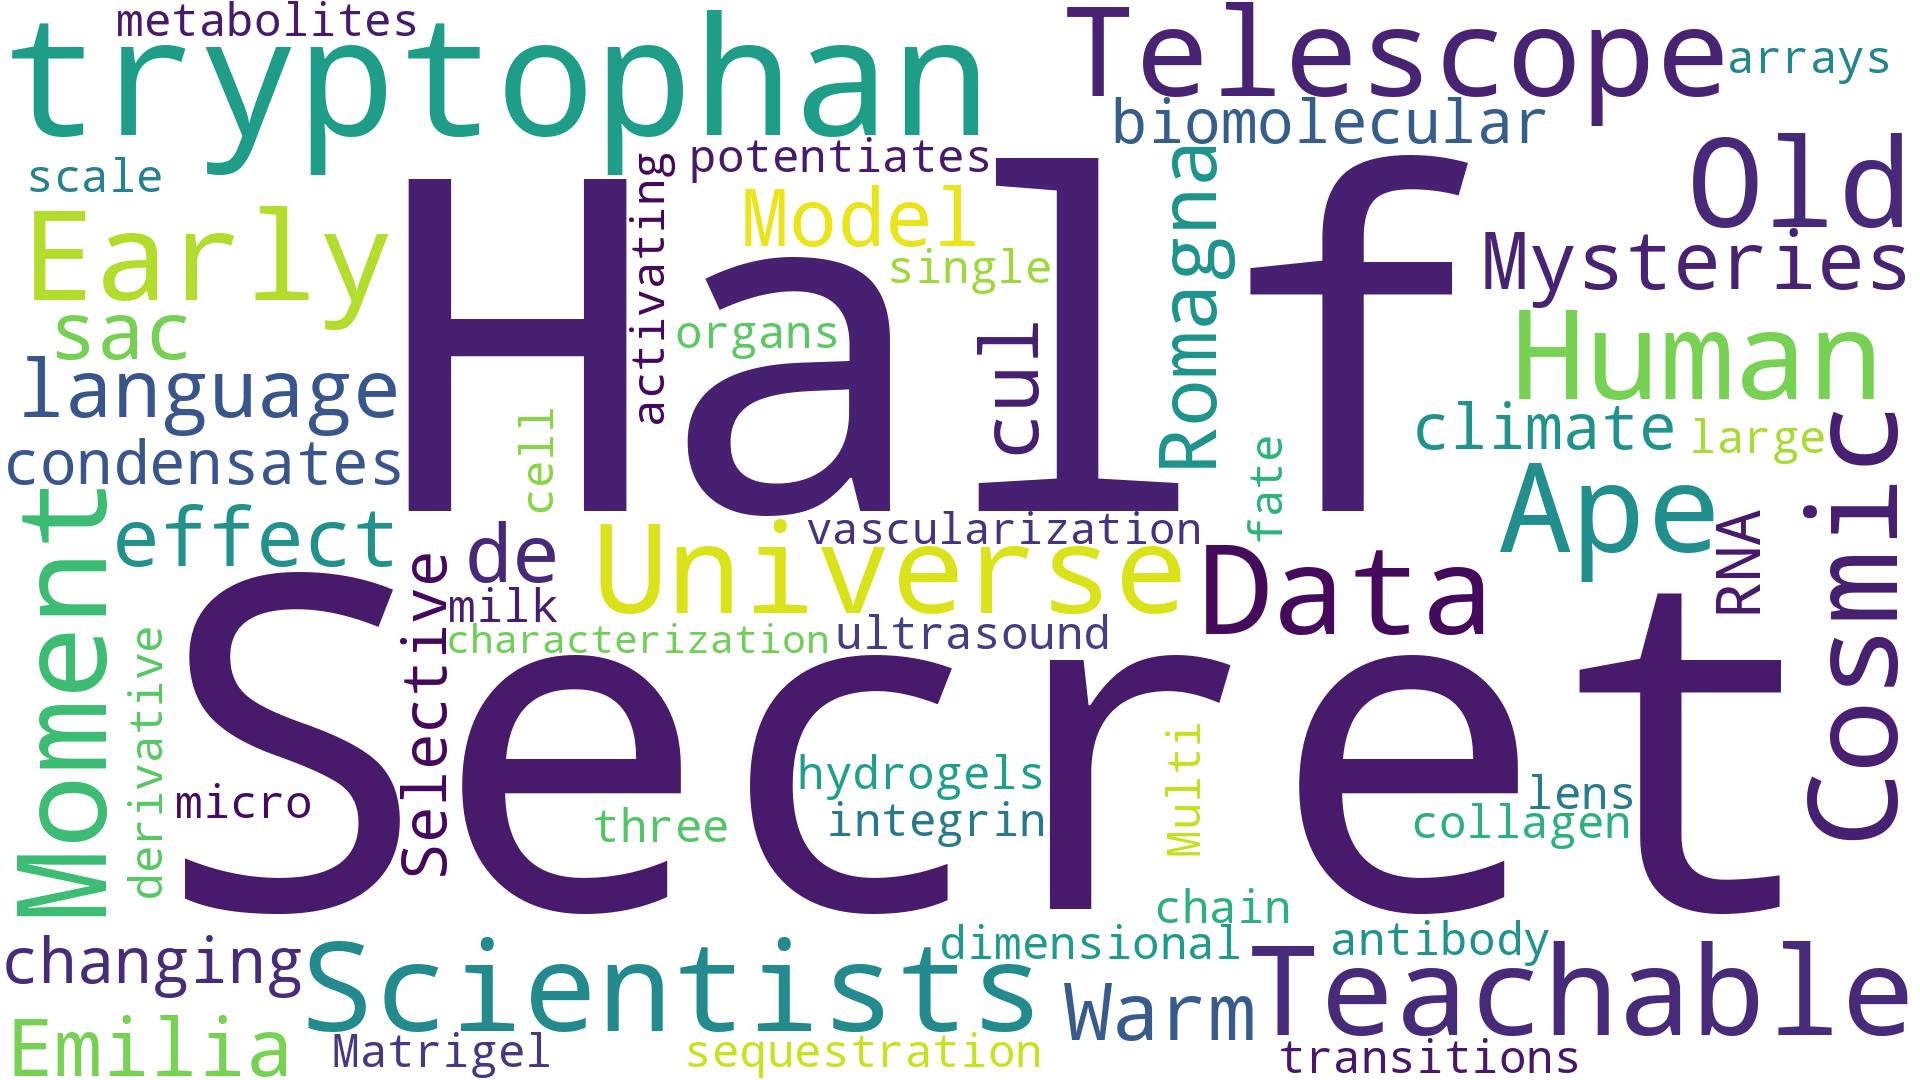 metabolites
tryptophan
Telescope
arrays
biomolecular
scale
activating
potentiates
Old
Early
Half
Model
single
Romagna
Mysteries
sac
organs
cul
Human
language
climate
large
condensates
cell
fate
Cosmic
Moment
effect
de
Universe
vascularization
Data
Ape
RNA
Selective
milk
characterization
ultrasound
Secret
derivative
micro
hydrogels
integrin
three
Multi
lens
collagen
chain
changing
Scientists
dimensional
antibody
Teachable
Warm
Emilia
Matrigel
sequestration
transitions